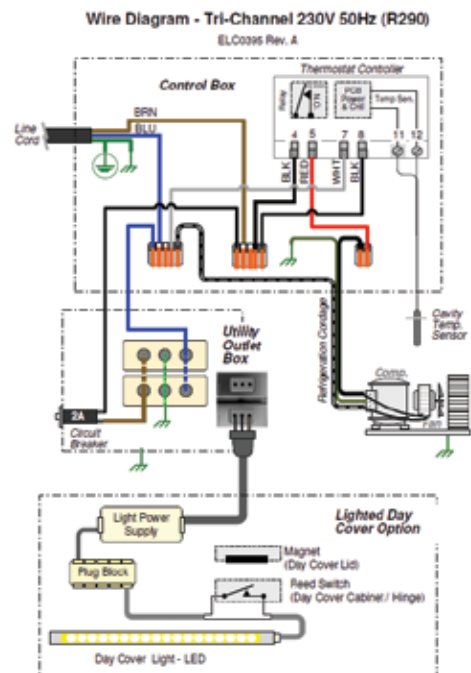 Wire Diagram - Tri-Channel 230V 50Hz (R290)
ELC0395 Rev. A
Control Box
Thermostat Controller
Relay
N.O.
PCB
Power
& Ctrl
Temp Sen.
4 5 7 8 11 12
BLK RED WHT BLK
BRN
BLU
Line
Cord
Refrigeration Cordage
Cavity
Temp.
Sensor
Utility
Outlet
Box
Comp.
Fan
2A
Circuit
Breaker
Lighted Day
Cover Option
Light Power
Supply
Plug Block
Magnet
(Day Cover Lid)
Reed Switch
(Day Cover Cabinet / Hinge)
Day Cover Light - LED